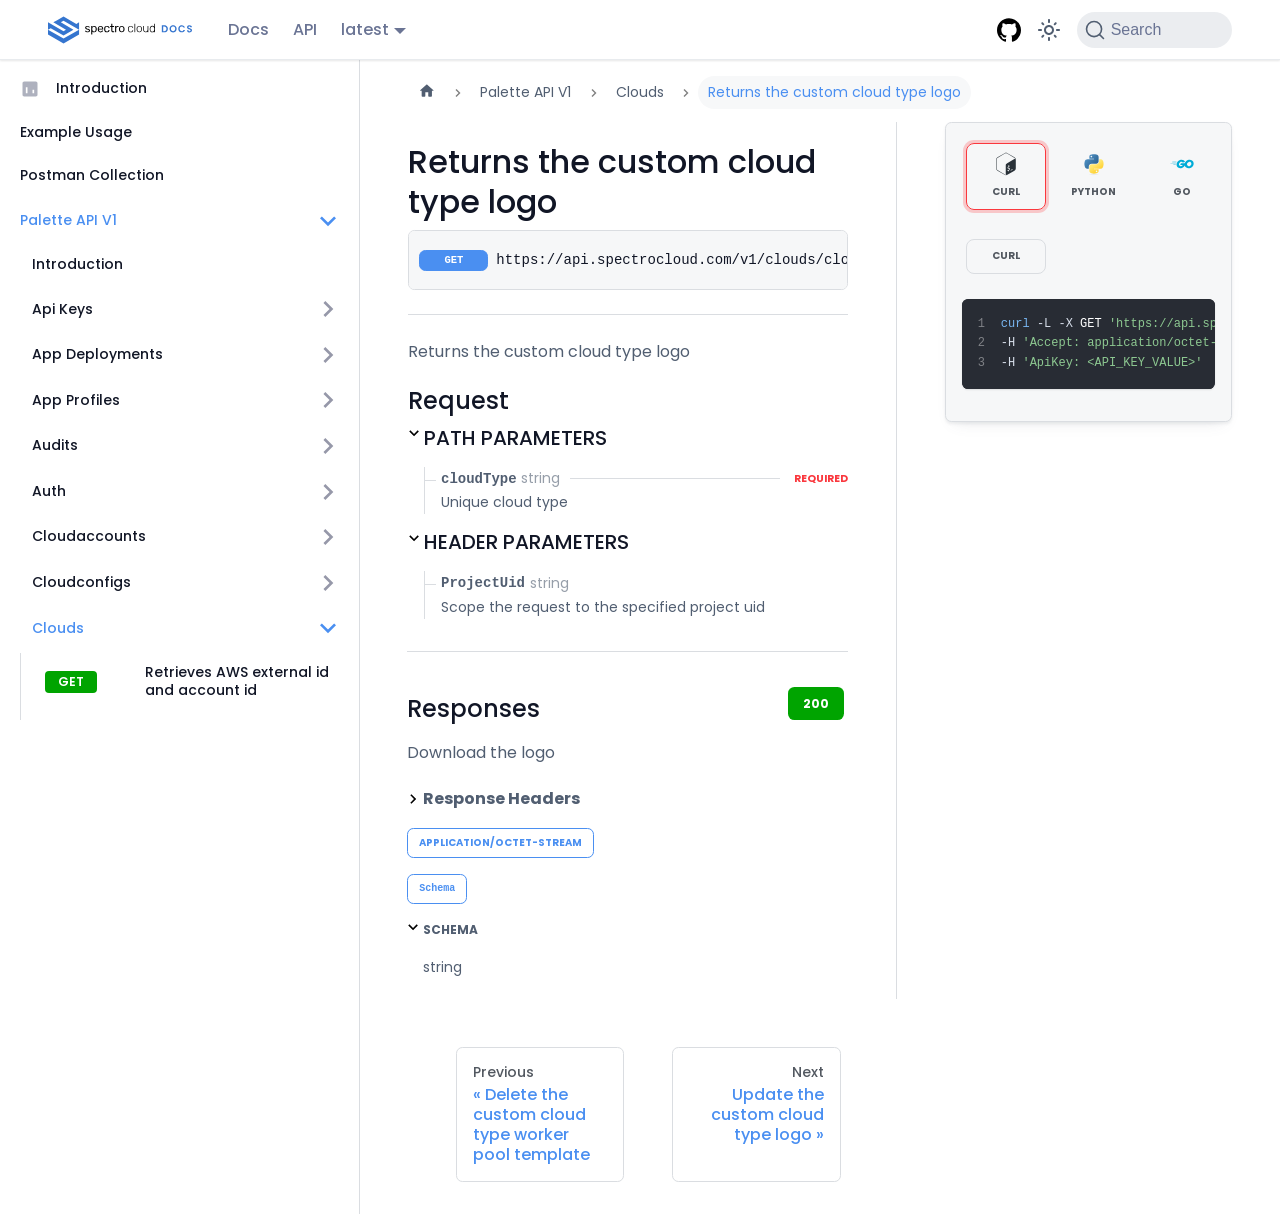 spectro cloud DOCS
Docs
API
latest
Search
Introduction
Example Usage
Postman Collection
Palette API V1
Introduction
Api Keys
App Deployments
App Profiles
Audits
Auth
Cloudaccounts
Cloudconfigs
Clouds
GET
Retrieves AWS external id
and account id
Palette API V1
Clouds
Returns the custom cloud type logo
Returns the custom cloud
type logo
GET
https://api.spectrocloud.com/v1/clouds/clo
Returns the custom cloud type logo
Request
PATH PARAMETERS
cloudType string
REQUIRED
Unique cloud type
HEADER PARAMETERS
ProjectUid string
Scope the request to the specified project uid
Responses
200
Download the logo
Response Headers
APPLICATION/OCTET-STREAM
Schema
SCHEMA
string
Previous
« Delete the
custom cloud
type worker
pool template
Next
Update the
custom cloud
type logo »
CURL
PYTHON
GO
CURL
1 curl -L -X GET 'https://api.sp
2 -H 'Accept: application/octet-
3 -H 'ApiKey: <API_KEY_VALUE>'